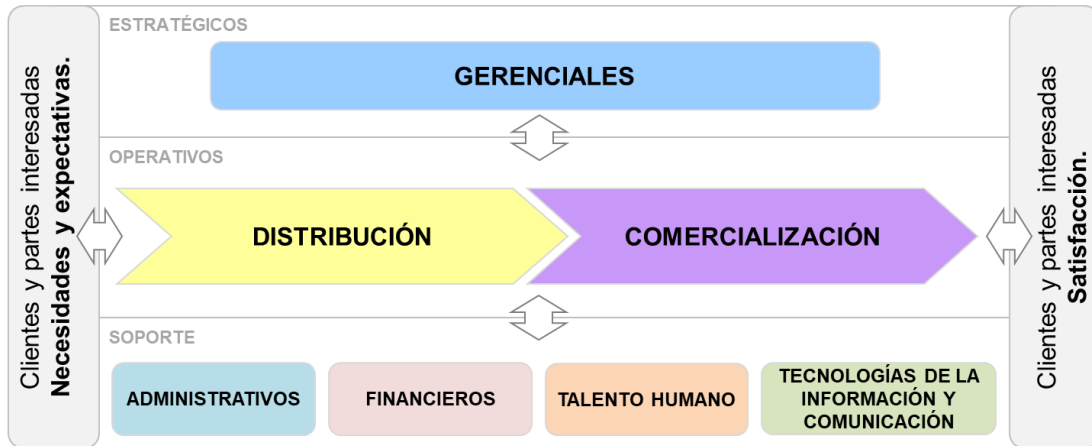 Clientes y partes interesadas
Necesidades y expectativas.
ESTRATÉGICOS
GERENCIALES
OPERATIVOS
DISTRIBUCIÓN
COMERCIALIZACIÓN
SOPORTE
ADMINISTRATIVOS
FINANCIEROS
TALENTO HUMANO
TECNOLOGÍAS DE LA
INFORMACIÓN Y
COMUNICACIÓN
Clientes y partes interesadas
Satisfacción.